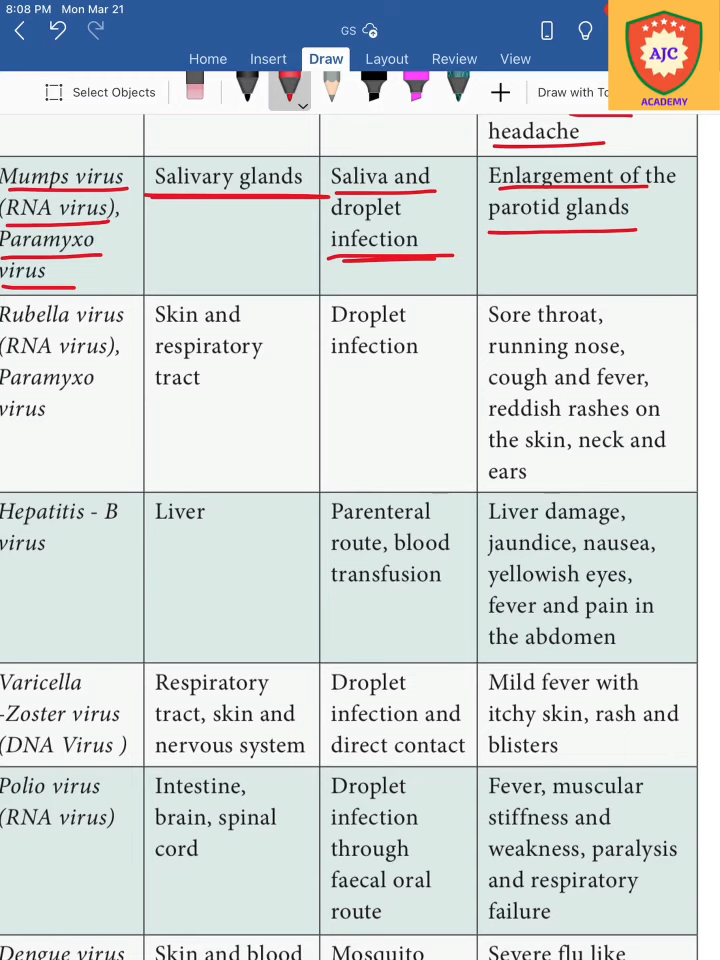 8:08 PM Mon Mar 21
GS
AJC
ACADEMY
Home Insert Draw Layout Review View
Select Objects
Draw with To
headache
Mumps virus
(RNA virus),
Paramyxo
virus
Salivary glands
Saliva and
droplet
infection
Enlargement of the
parotid glands
Rubella virus
(RNA virus),
Paramyxo
virus
Skin and
respiratory
tract
Droplet
infection
Sore throat,
running nose,
cough and fever,
reddish rashes on
the skin, neck and
ears
Hepatitis - B
virus
Liver
Parenteral
route, blood
transfusion
Liver damage,
jaundice, nausea,
yellowish eyes,
fever and pain in
the abdomen
Varicella
-Zoster virus
(DNA Virus )
Respiratory
tract, skin and
nervous system
Droplet
infection and
direct contact
Mild fever with
itchy skin, rash and
blisters
Polio virus
(RNA virus)
Intestine,
brain, spinal
cord
Droplet
infection
through
faecal oral
route
Fever, muscular
stiffness and
weakness, paralysis
and respiratory
failure
Dengue virus
Skin and blood
Mosquito
Severe flu like